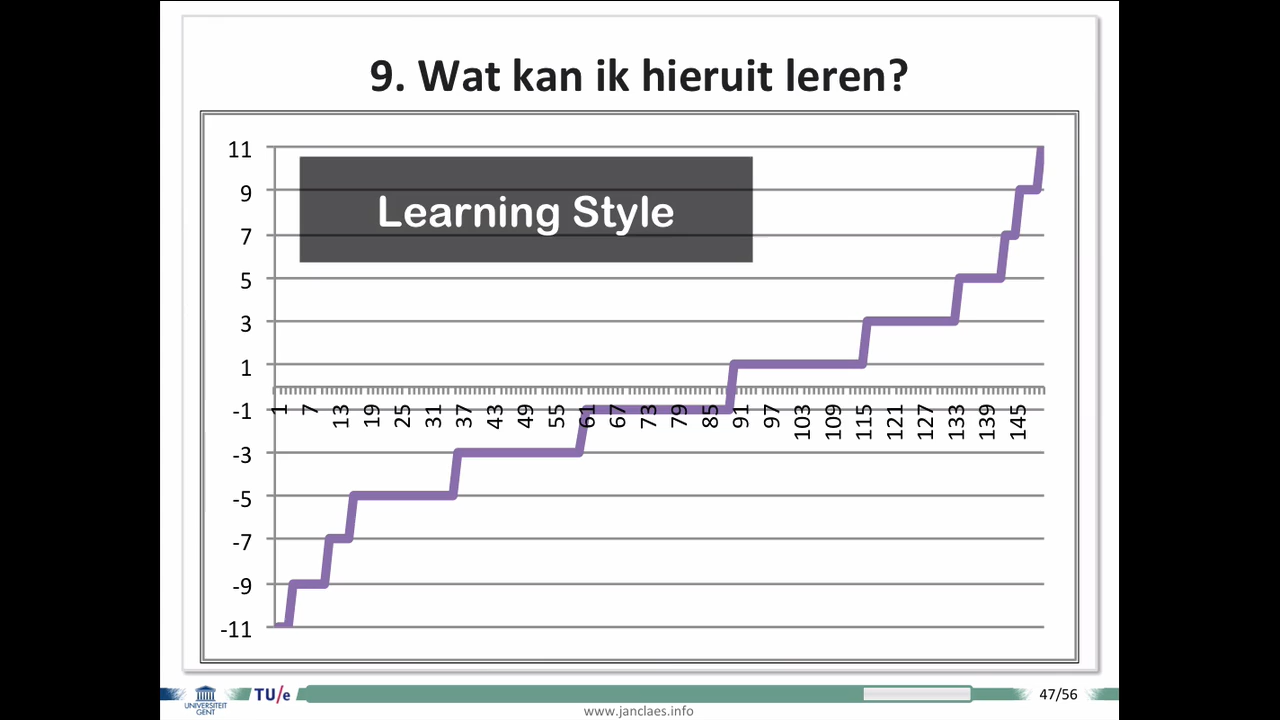 9. Wat kan ik hieruit leren?
Learning Style
11
9
7
5
3
1
-1
-3
-5
-7
-9
-11
1 7 13 19 25 31 37 43 49 55 61 67 73 79 85 91 97 103 109 115 121 127 133 139 145
UNIVERSITEIT
GENT
TU/e
47/56
www.janclaes.info